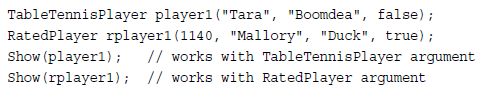 TableTennisPlayer player1("Tara", "Boomdea", false);
RatedPlayer rplayer1(1140, "Mallory", "Duck", true);
Show(player1);   // works with TableTennisPlayer argument
Show(rplayer1);  // works with RatedPlayer argument